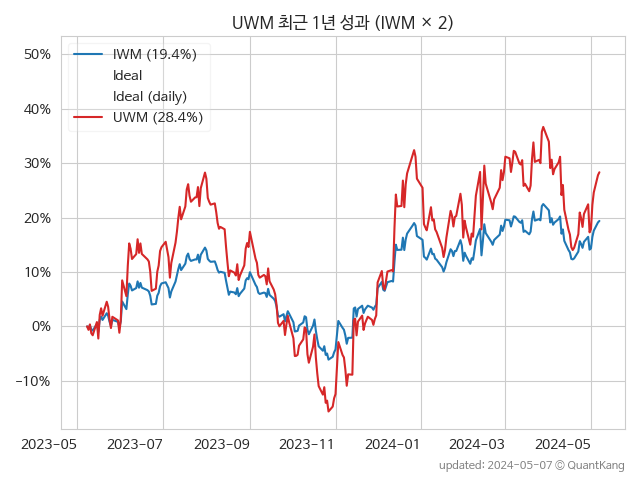 UWM 최근 1년 성과 (IWM × 2)
IWM (19.4%)
Ideal
Ideal (daily)
UWM (28.4%)
50%
40%
30%
20%
10%
0%
−10%
2023-05 2023-07 2023-09 2023-11 2024-01 2024-03 2024-05
updated: 2024-05-07 © QuantKang